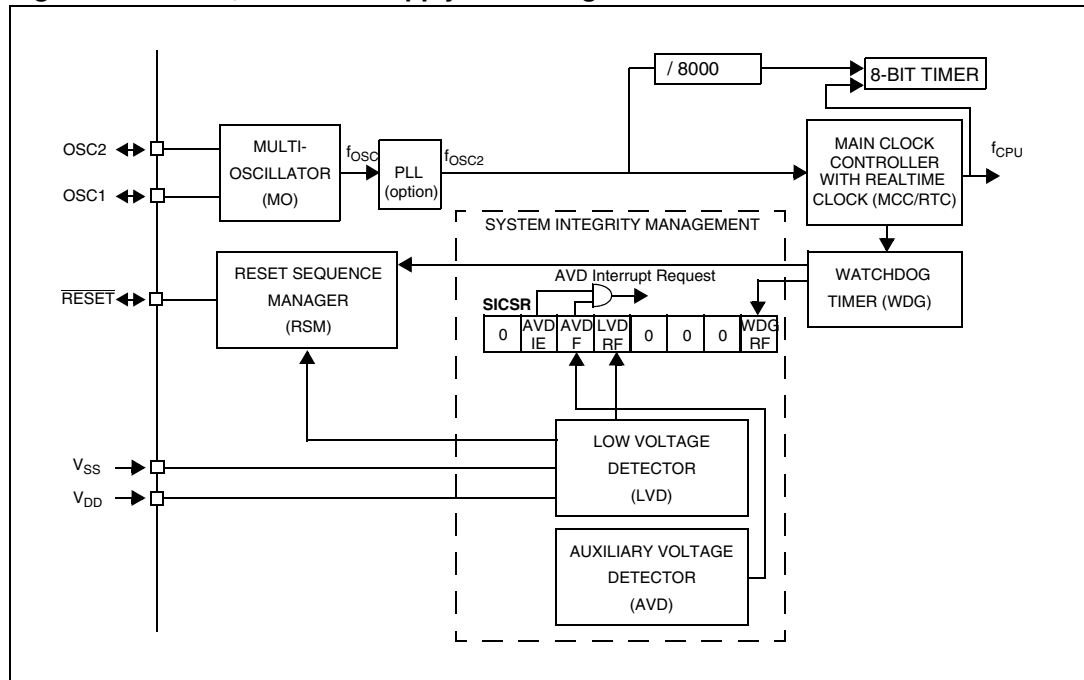 / 8000
8-BIT TIMER
OSC2
OSC1
MULTI-
OSCILLATOR
(MO)
fOSC
PLL
(option)
fOSC2
MAIN CLOCK
CONTROLLER
WITH REALTIME
CLOCK (MCC/RTC)
fCPU
SYSTEM INTEGRITY MANAGEMENT
RESET
RESET SEQUENCE
MANAGER
(RSM)
AVD Interrupt Request
WATCHDOG
TIMER (WDG)
SICSR
0 AVD IE AVD F LVD RF 0 0 0 WDG RF
VSS
VDD
LOW VOLTAGE
DETECTOR
(LVD)
AUXILIARY VOLTAGE
DETECTOR
(AVD)